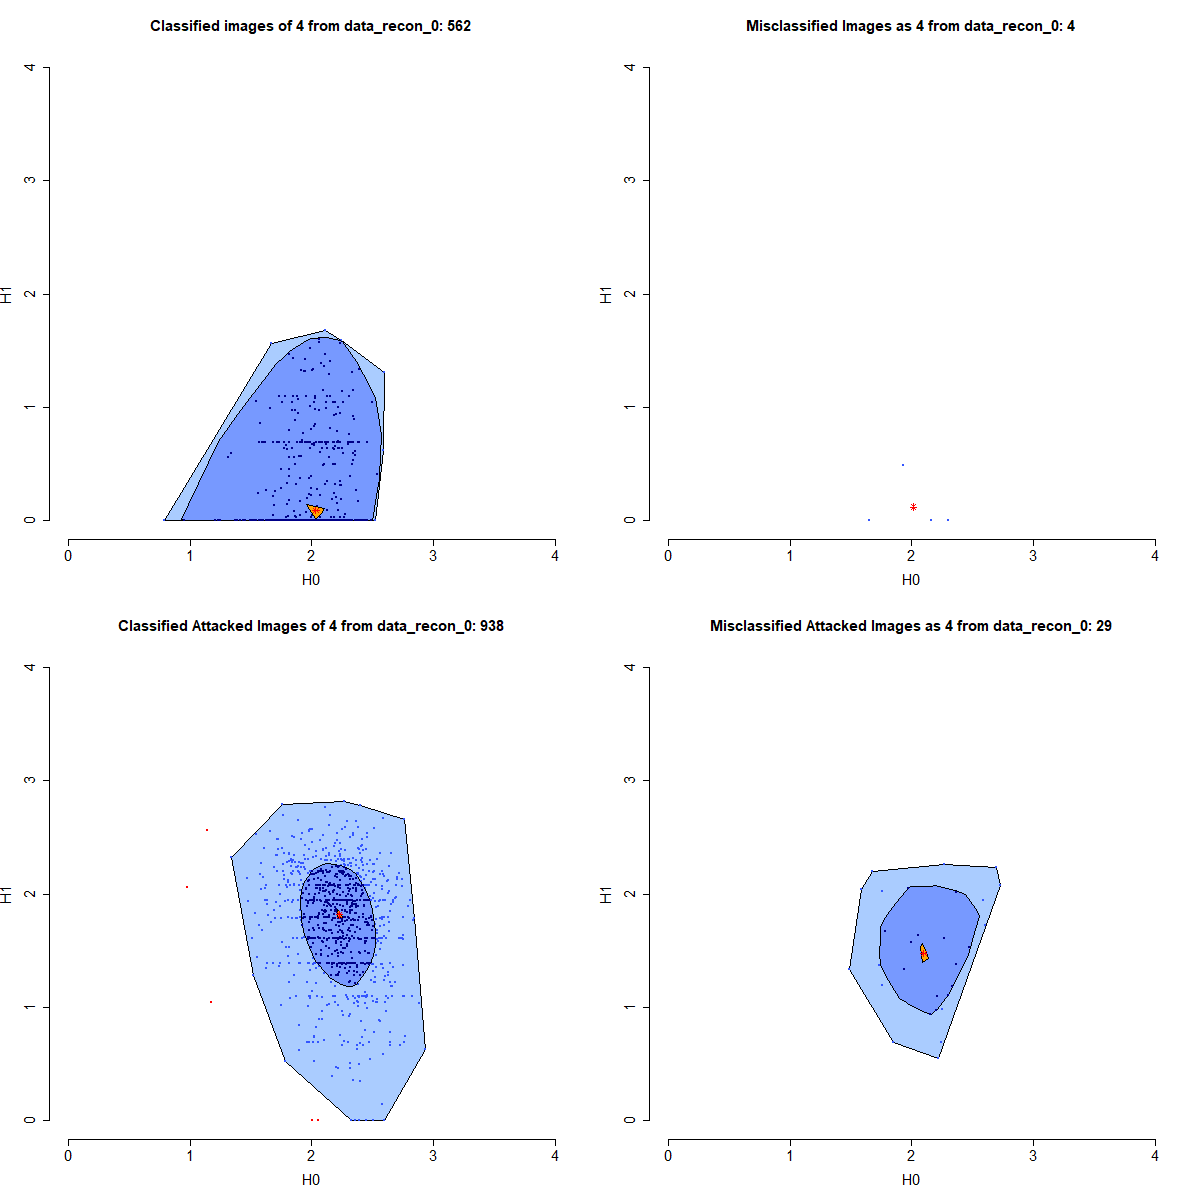 Classified images of 4 from data_recon_0: 562
4
3
2
1
0
H1
0 1 2 3 4
H0
Misclassified Images as 4 from data_recon_0: 4
4
3
2
1
0
H1
0 1 2 3 4
H0
Classified Attacked Images of 4 from data_recon_0: 938
4
3
2
1
0
H1
0 1 2 3 4
H0
Misclassified Attacked Images as 4 from data_recon_0: 29
4
3
2
1
0
H1
0 1 2 3 4
H0